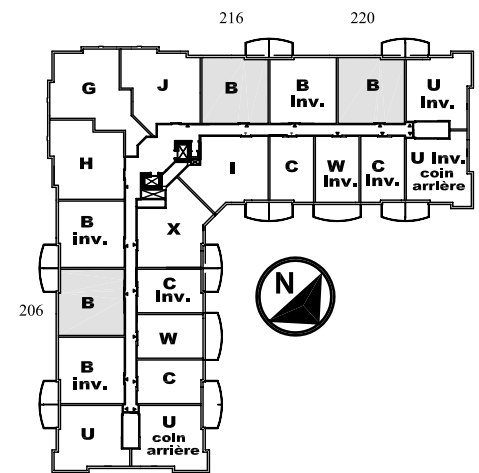 216
220
G
J
B
B
Inv.
B
U
Inv.
H
I
C
W
Inv.
C
Inv.
U Inv.
coin
arrière
B
inv.
X
206
B
C
Inv.
W
N
B
inv.
C
U
U
coin
arrière